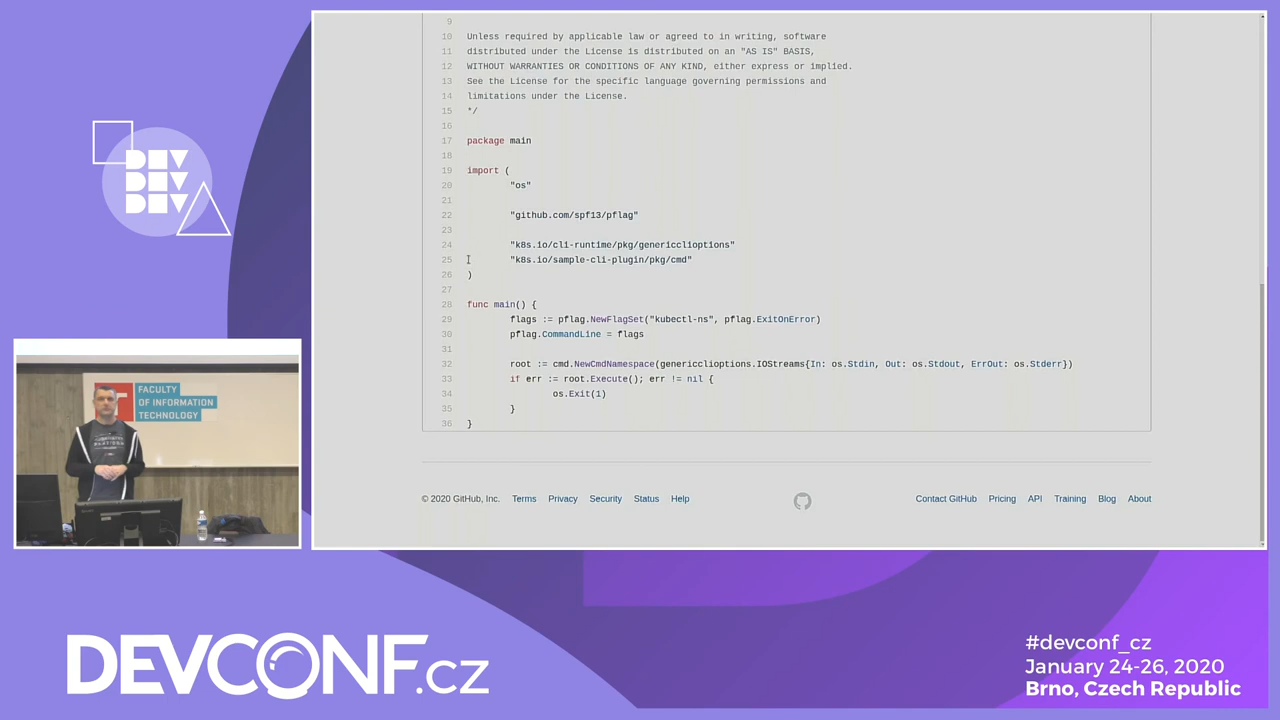 DEV
DEV
DEV
FACULTY
OF INFORMATION
TECHNOLOGY
9
10 Unless required by applicable law or agreed to in writing, software
11 distributed under the License is distributed on an "AS IS" BASIS,
12 WITHOUT WARRANTIES OR CONDITIONS OF ANY KIND, either express or implied.
13 See the License for the specific language governing permissions and
14 limitations under the License.
15 */
16
17 package main
18
19 import (
20 "os"
21
22 "github.com/spf13/pflag"
23
24 "k8s.io/cli-runtime/pkg/genericclioptions"
25 "k8s.io/sample-cli-plugin/pkg/cmd"
26 )
27
28 func main() {
29 flags := pflag.NewFlagSet("kubectl-ns", pflag.ExitOnError)
30 pflag.CommandLine = flags
31
32 root := cmd.NewCmdNamespace(genericclioptions.IOStreams{In: os.Stdin, Out: os.Stdout, ErrOut: os.Stderr})
33 if err := root.Execute(); err != nil {
34 os.Exit(1)
35 }
36 }
© 2020 GitHub, Inc. Terms Privacy Security Status Help Contact GitHub Pricing API Training Blog About
DEVCONF.cz
#devconf_cz
January 24-26, 2020
Brno, Czech Republic